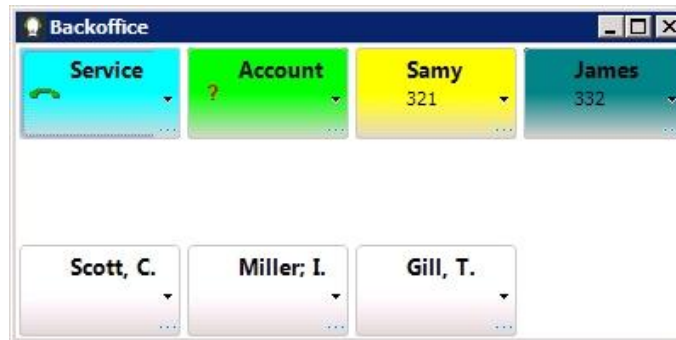 Backoffice
Service
Account
?
Samy
321
James
332
...
...
...
...
Scott, C.
Miller; I.
Gill, T.
...
...
...